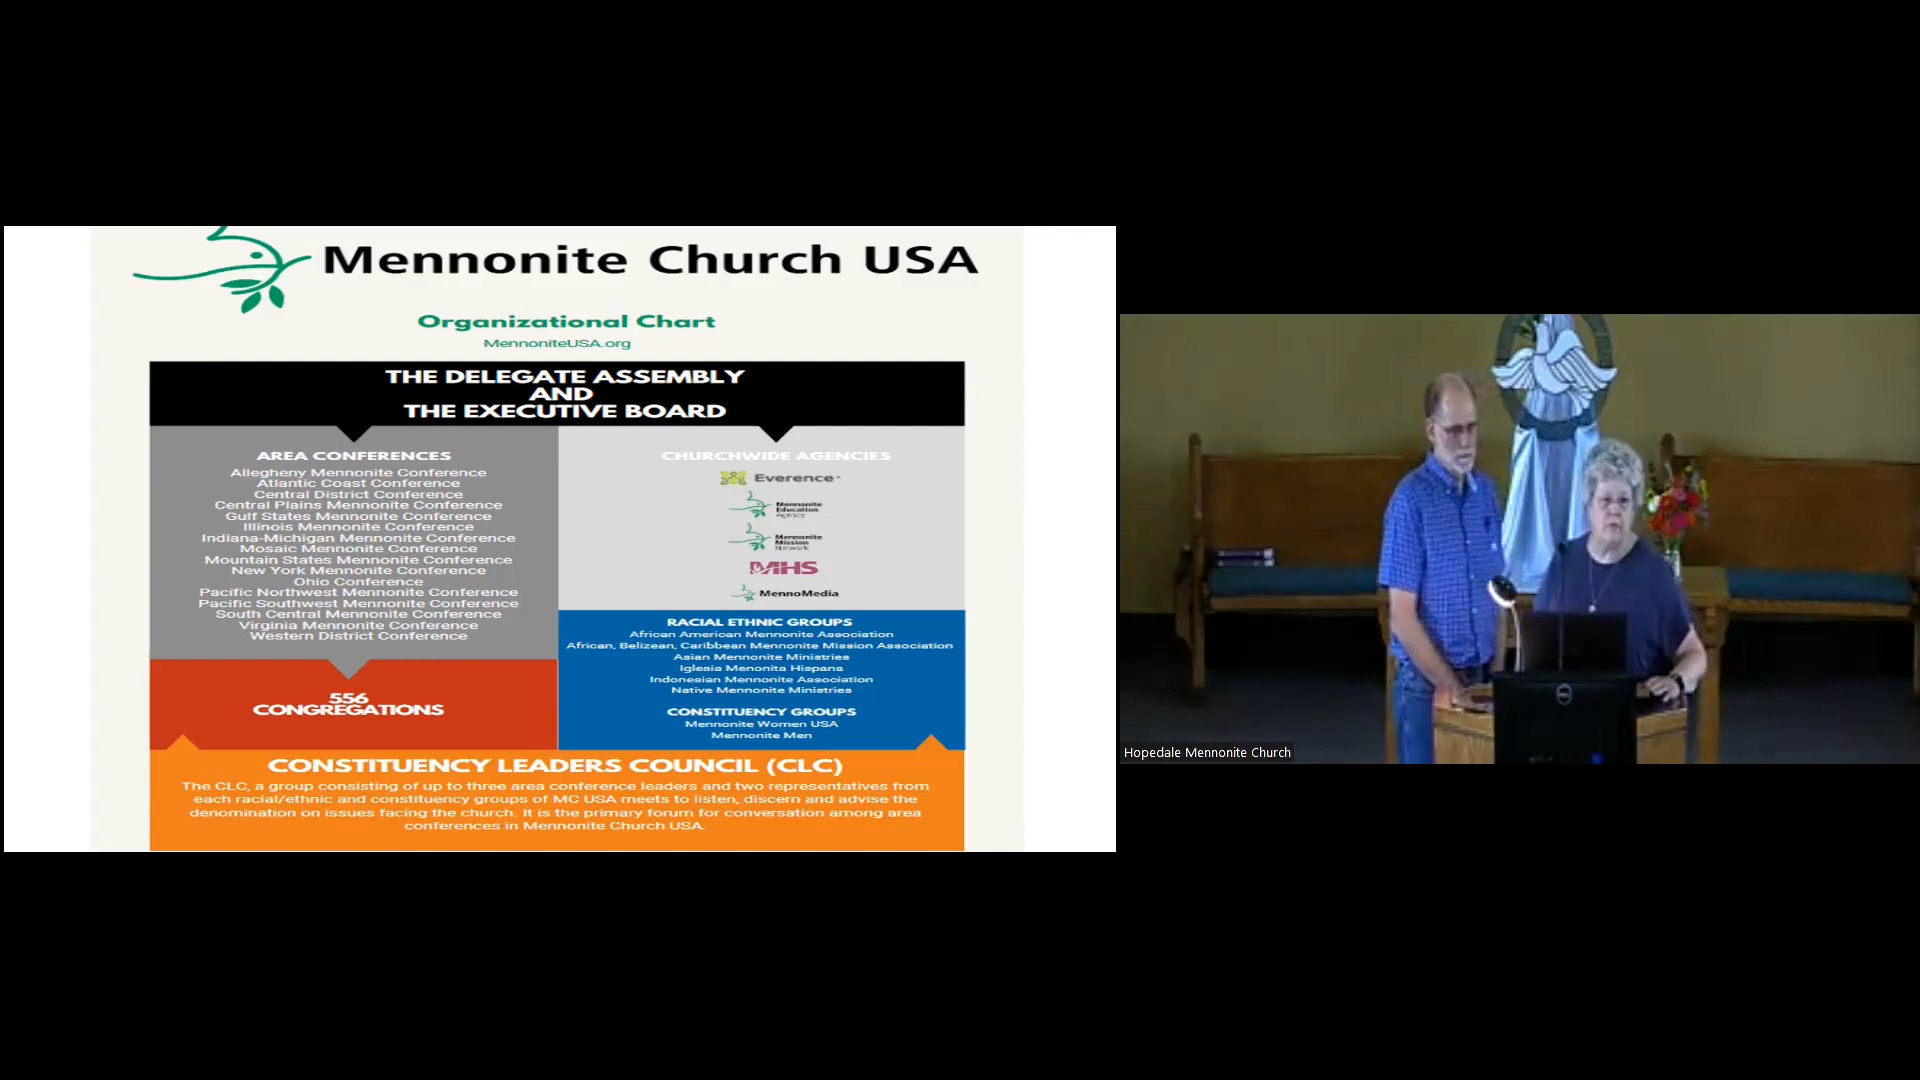 Mennonite Church USA
Organizational Chart
MennoniteUSA.org
THE DELEGATE ASSEMBLY
AND
THE EXECUTIVE BOARD
AREA CONFERENCES
Allegheny Mennonite Conference
Atlantic Coast Conference
Central District Conference
Central Plains Mennonite Conference
Gulf States Mennonite Conference
Illinois Mennonite Conference
Indiana-Michigan Mennonite Conference
Mosaic Mennonite Conference
Mountain States Mennonite Conference
New York Mennonite Conference
Ohio Conference
Pacific Northwest Mennonite Conference
Pacific Southwest Mennonite Conference
South Central Mennonite Conference
Virginia Mennonite Conference
Western District Conference
556
CONGREGATIONS
CHURCHWIDE AGENCIES
Everence
Mennonite
Education
Agency
Mennonite
Mission
Network
MHS
MennoMedia
RACIAL ETHNIC GROUPS
African American Mennonite Association
African, Belizean, Caribbean Mennonite Mission Association
Asian Mennonite Ministries
Iglesia Menonita Hispana
Indonesian Mennonite Association
Native Mennonite Ministries
CONSTITUENCY GROUPS
Mennonite Women USA
Mennonite Men
CONSTITUENCY LEADERS COUNCIL (CLC)
The CLC, a group consisting of up to three area conference leaders and two representatives from
each racial/ethnic and constituency groups of MC USA meets to listen, discern and advise the
denomination on issues facing the church. It is the primary forum for conversation among area
conferences in Mennonite Church USA.
Hopedale Mennonite Church
DELL